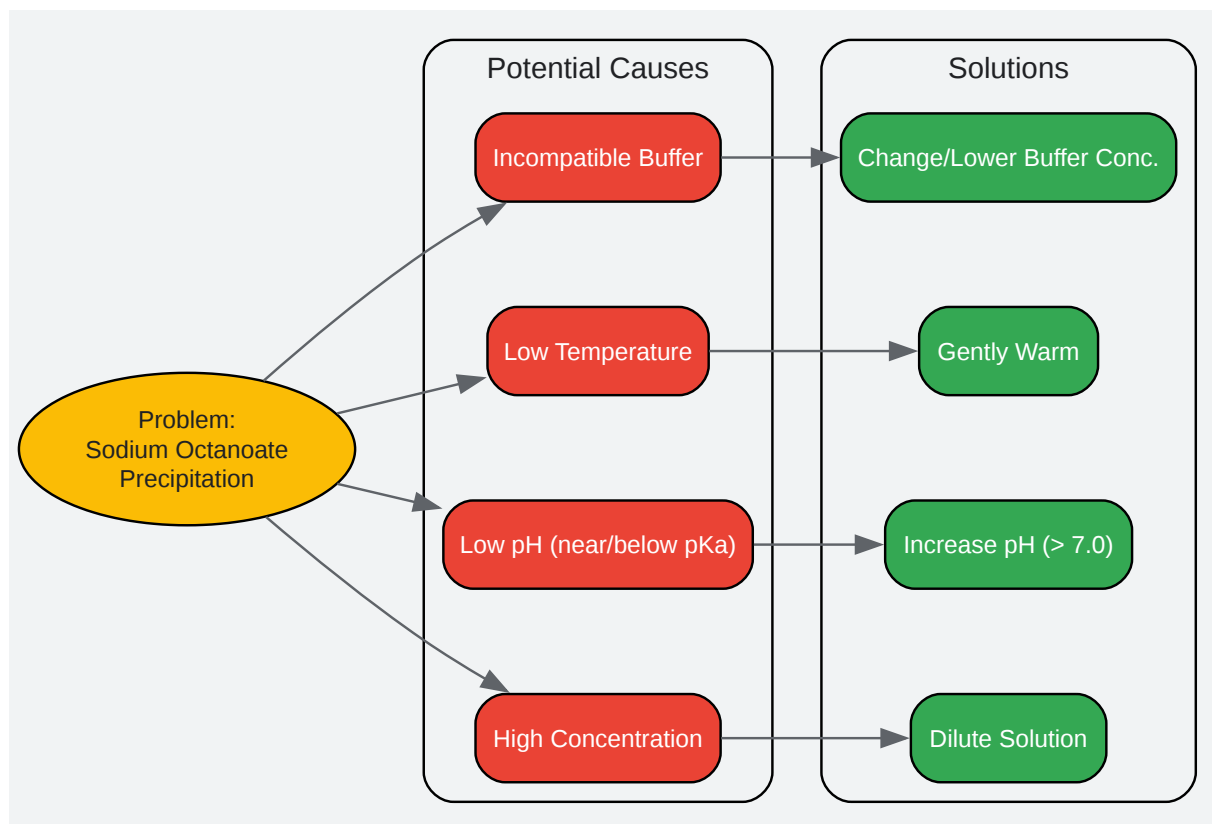 Potential Causes
Solutions
Incompatible Buffer
Change/Lower Buffer Conc.
Low Temperature
Gently Warm
Problem:
Sodium Octanoate
Precipitation
Low pH (near/below pKa)
Increase pH (> 7.0)
High Concentration
Dilute Solution